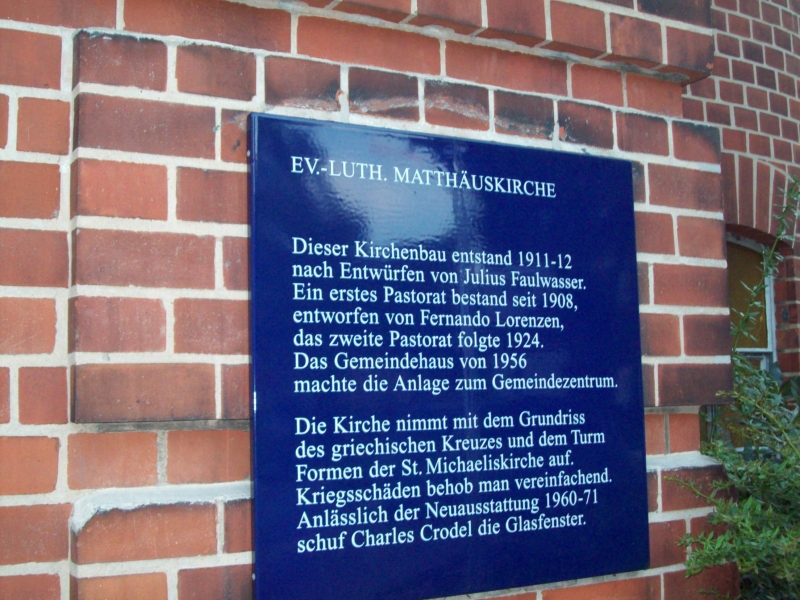 EV.-LUTH. MATTHÄUSKIRCHE
Dieser Kirchenbau entstand 1911-12
nach Entwürfen von Julius Faulwasser.
Ein erstes Pastorat bestand seit 1908,
entworfen von Fernando Lorenzen,
das zweite Pastorat folgte 1924.
Das Gemeindehaus von 1956
machte die Anlage zum Gemeindezentrum.
Die Kirche nimmt mit dem Grundriss
des griechischen Kreuzes und dem Turm
Formen der St. Michaeliskirche auf.
Kriegsschäden behob man vereinfachend.
Anlässlich der Neuausstattung 1960-71
schuf Charles Crodel die Glasfenster.